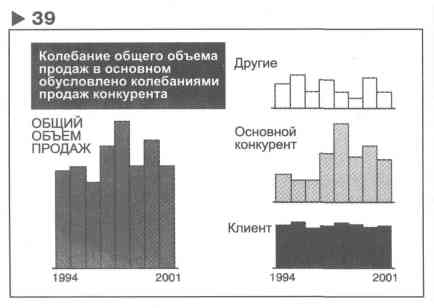 ▶ 39
Колебание общего объема
продаж в основном
обусловлено колебаниями
продаж конкурента
ОБЩИЙ
ОБЪЕМ
ПРОДАЖ
1994 2001
Другие
Основной
конкурент
Клиент
1994 2001